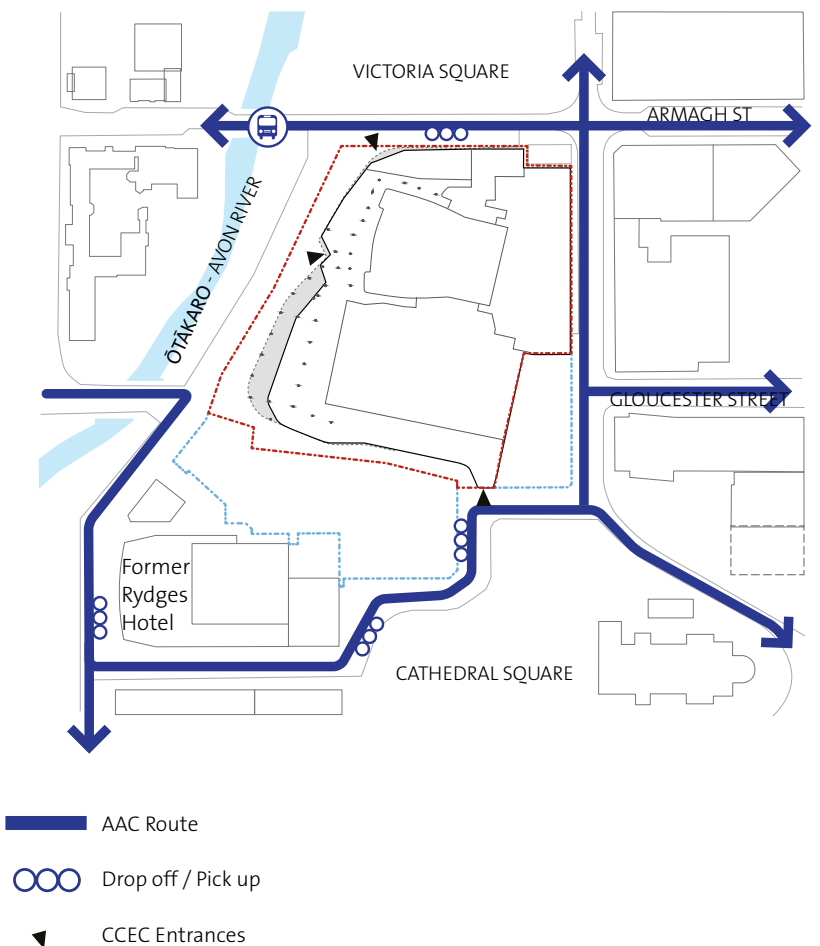 VICTORIA SQUARE
ARMAGH ST
ŌTĀKARO - AVON RIVER
GLOUCESTER STREET
Former
Rydges
Hotel
CATHEDRAL SQUARE
AAC Route
Drop off / Pick up
CCEC Entrances